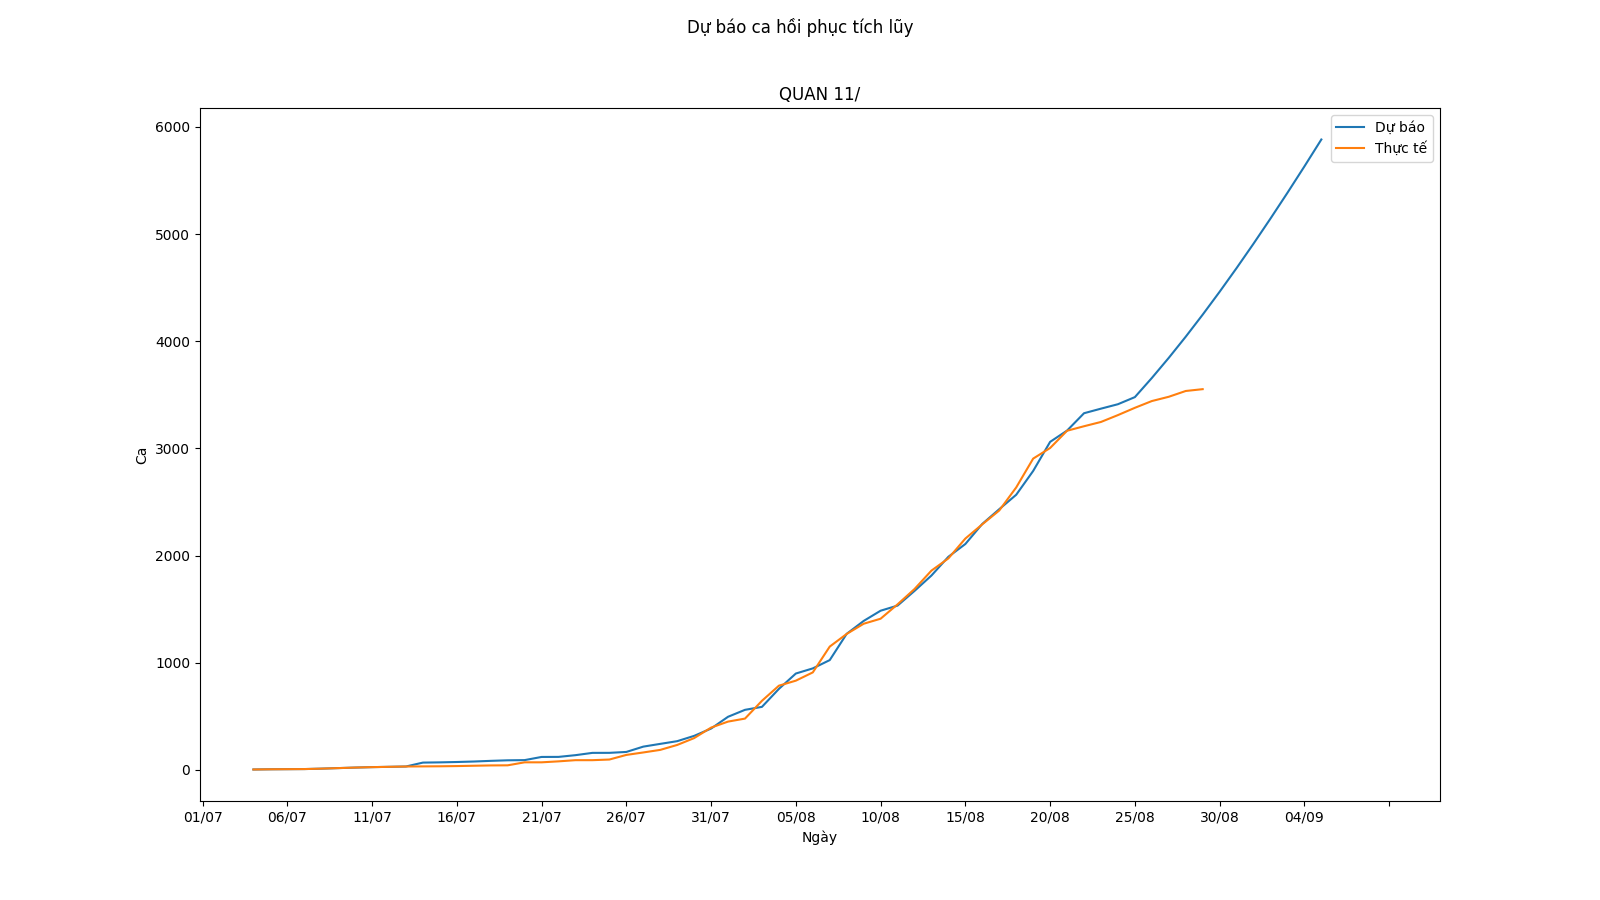 Dự báo ca hồi phục tích lũy
QUAN 11/
Dự báo
Thực tế
6000
5000
4000
3000
2000
1000
0
Ca
01/07 06/07 11/07 16/07 21/07 26/07 31/07 05/08 10/08 15/08 20/08 25/08 30/08 04/09
Ngày